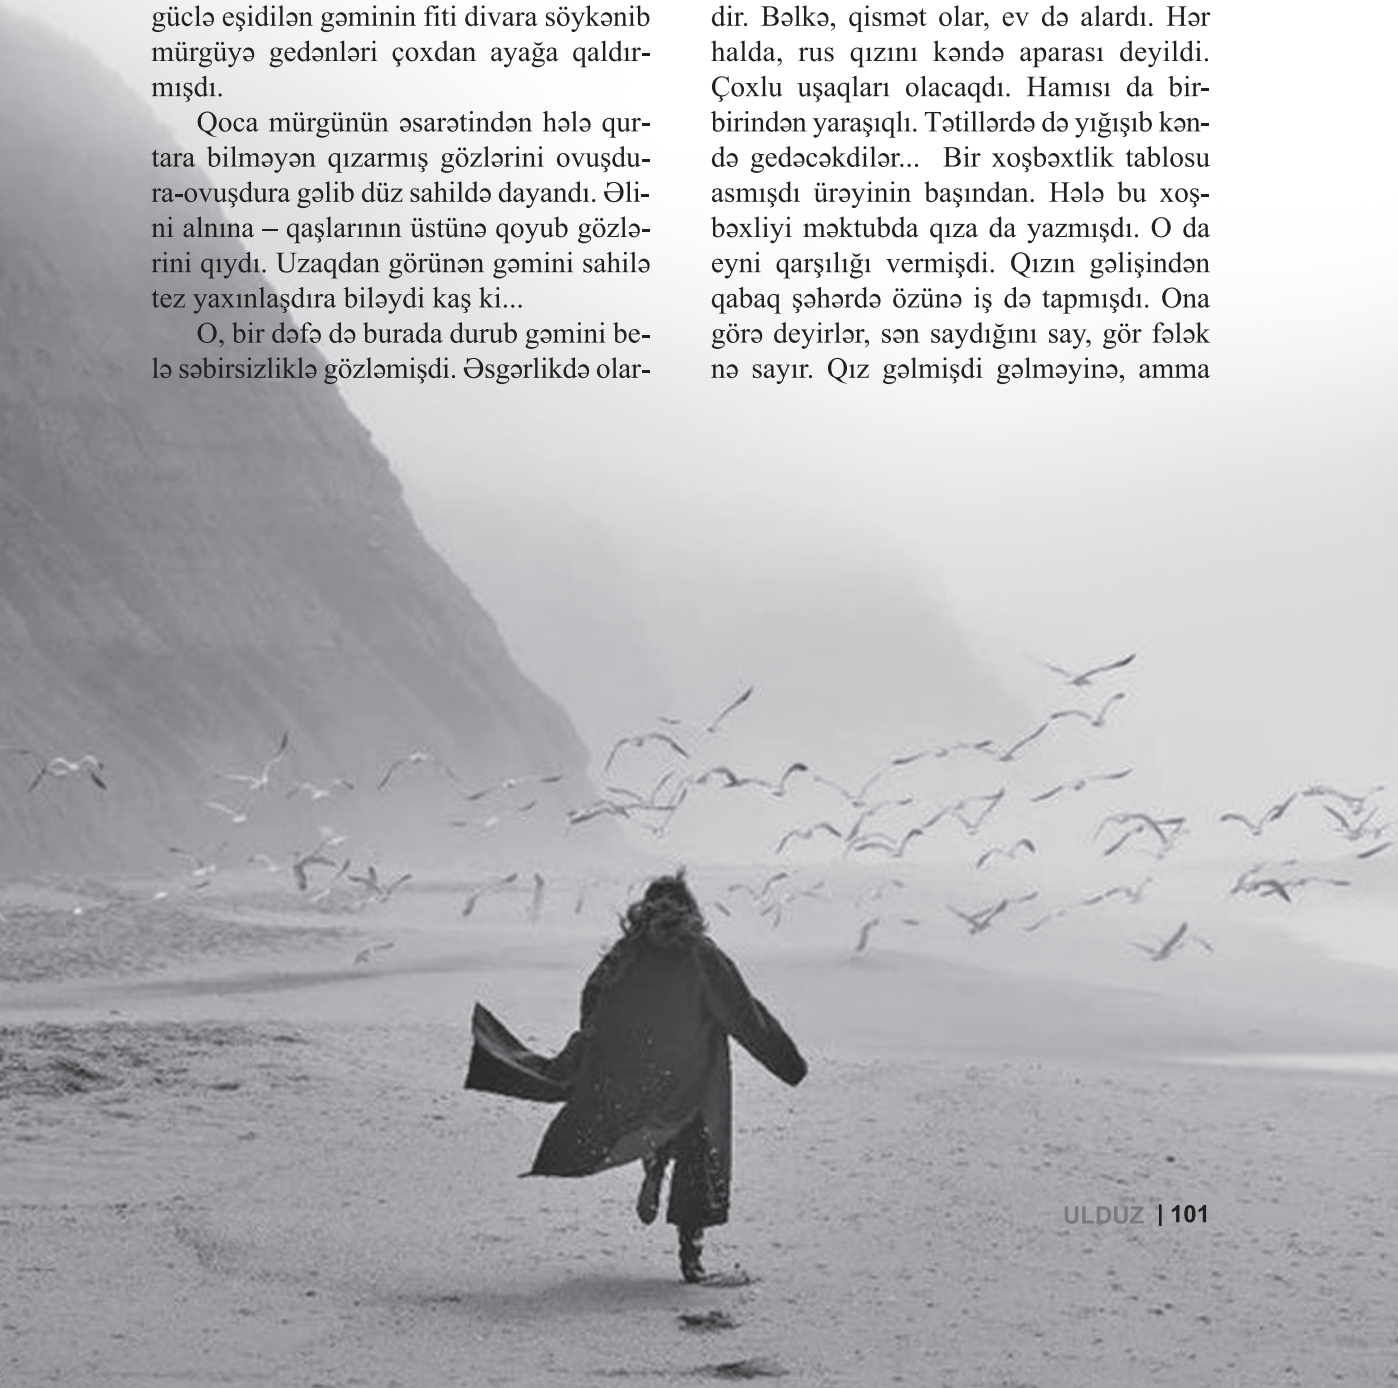 güclə eşidilən gəminin fiti divara söykənib
mürgüyə gedənləri çoxdan ayağa qaldır-
mışdı.
Qoca mürgünün əsarətindən hələ qur-
tara bilməyən qızarmış gözlərini ovuşdu-
ra-ovuşdura gəlib düz sahildə dayandı. Əli-
ni alnına – qaşlarının üstünə qoyub gözlə-
rini qıydı. Uzaqdan görünən gəmini sahilə
tez yaxınlaşdıra biləydi kaş ki...
O, bir dəfə də burada durub gəmini be-
lə səbirsizliklə gözləmişdi. Əsgərlikdə olar-
dir. Bəlkə, qismət olar, ev də alardı. Hər
halda, rus qızını kəndə aparası deyildi.
Çoxlu uşaqları olacaqdı. Hamısı da bir-
birindən yaraşıqlı. Tətillərdə də yığışıb kən-
də gedəcəkdilər... Bir xoşbəxtlik tablosu
asmışdı ürəyinin başından. Hələ bu xoş-
bəxliyi məktubda qıza da yazmışdı. O da
eyni qarşılığı vermişdi. Qızın gəlişindən
qabaq şəhərdə özünə iş də tapmışdı. Ona
görə deyirlər, sən saydığını say, gör fələk
nə sayır. Qız gəlmişdi gəlməyinə, amma
ULDUZ | 101